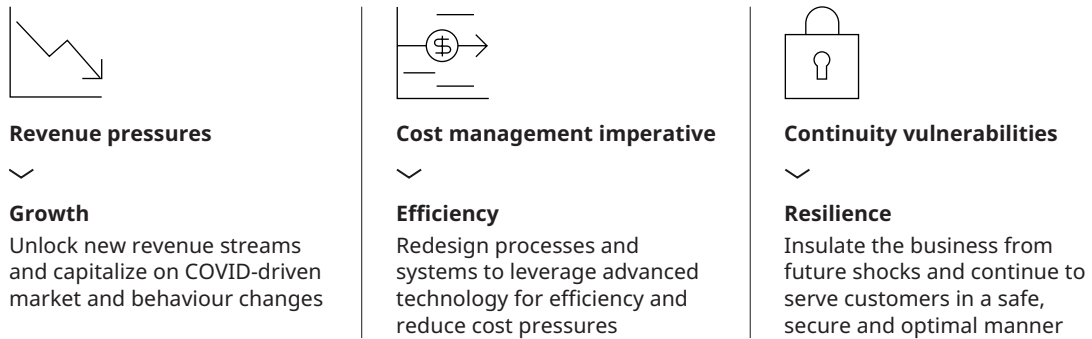 $
Revenue pressures
Growth
Unlock new revenue streams
and capitalize on COVID-driven
market and behaviour changes
Cost management imperative
Efficiency
Redesign processes and
systems to leverage advanced
technology for efficiency and
reduce cost pressures
Continuity vulnerabilities
Resilience
Insulate the business from
future shocks and continue to
serve customers in a safe,
secure and optimal manner